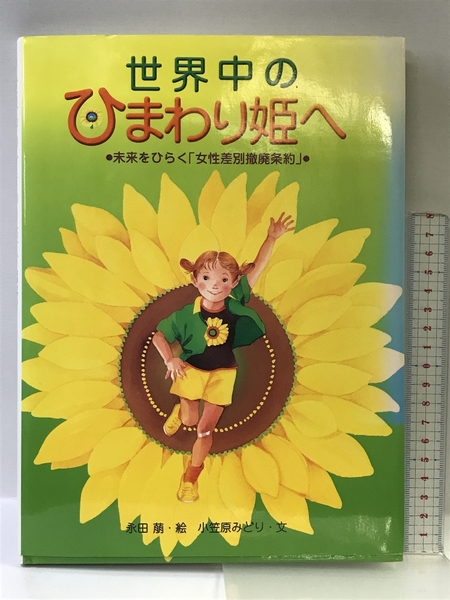 世界中の
ひまわり姫へ
●未来をひらく「女性差別撤廃条約」●
永田 萠・絵 小笠原みどり・文